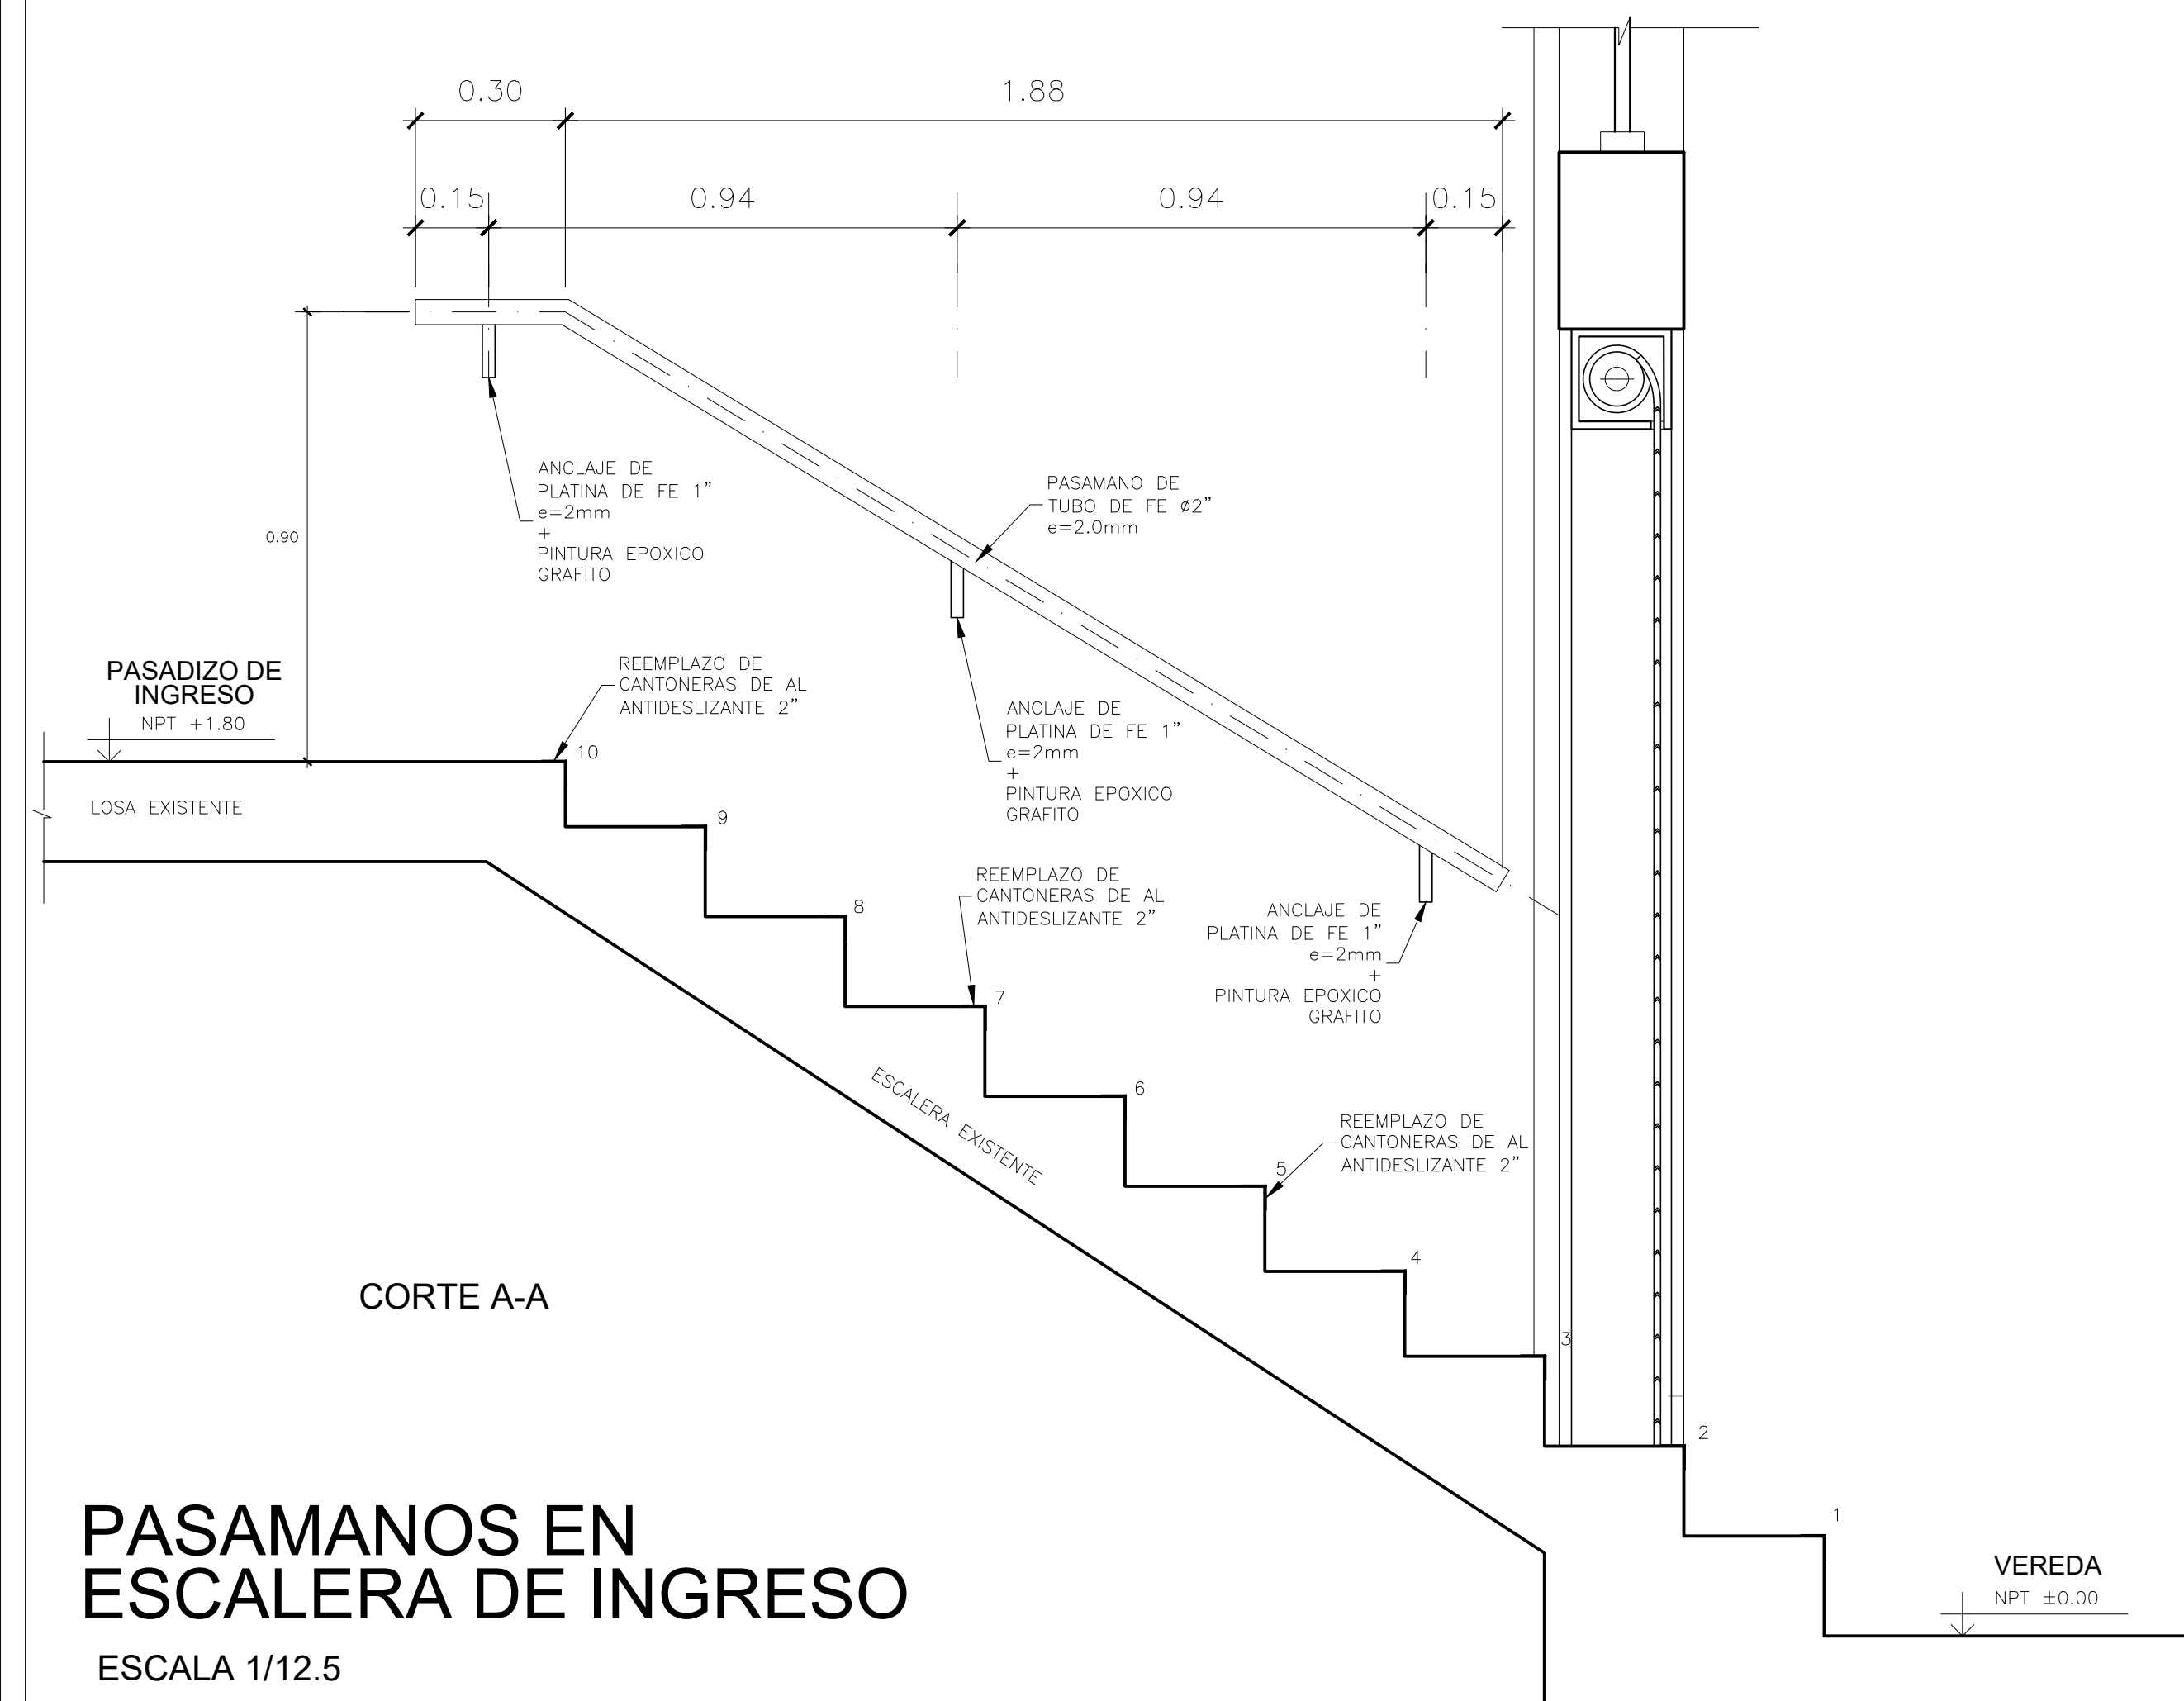 0.30
1.88
0.15
0.94
0.94
0.15
ANCLAJE DE
PLATINA DE FE 1”
e=2mm
+
PINTURA EPOXICO
GRAFITO
PASAMANO DE
TUBO DE FE ø2”
e=2.0mm
0.90
PASADIZO DE
INGRESO
NPT +1.80
REEMPLAZO DE
CANTONERAS DE AL
ANTIDESLIZANTE 2”
10
ANCLAJE DE
PLATINA DE FE 1”
e=2mm
+
PINTURA EPOXICO
GRAFITO
LOSA EXISTENTE
9
REEMPLAZO DE
CANTONERAS DE AL
ANTIDESLIZANTE 2”
8
ANCLAJE DE
PLATINA DE FE 1”
e=2mm
+
PINTURA EPOXICO
GRAFITO
7
ESCALERA EXISTENTE
6
REEMPLAZO DE
CANTONERAS DE AL
ANTIDESLIZANTE 2”
5
4
CORTE A-A
3
2
1
PASAMANOS EN
ESCALERA DE INGRESO
ESCALA 1/12.5
VEREDA
NPT ±0.00